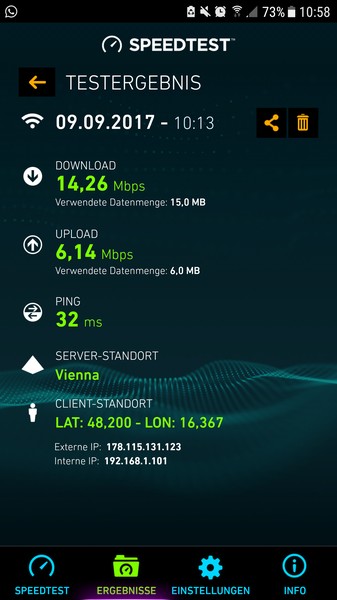 73% 10:58
SPEEDTEST™
TESTERGEBNIS
09.09.2017 - 10:13
DOWNLOAD
14,26 Mbps
Verwendete Datenmenge: 15,0 MB
UPLOAD
6,14 Mbps
Verwendete Datenmenge: 6,0 MB
PING
32 ms
SERVER-STANDORT
Vienna
CLIENT-STANDORT
LAT: 48,200 - LON: 16,367
Externe IP: 178.115.131.123
Interne IP: 192.168.1.101
SPEEDTEST ERGEBNISSE EINSTELLUNGEN INFO